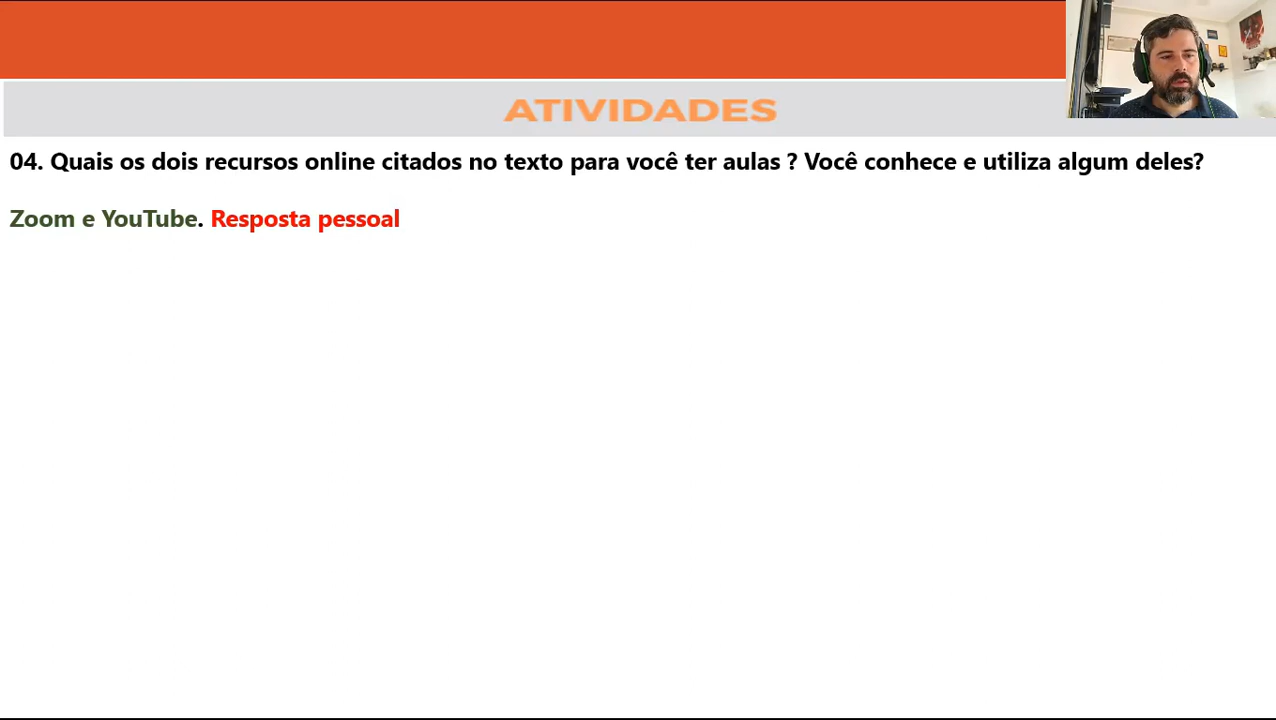 ATIVIDADES
04. Quais os dois recursos online citados no texto para você ter aulas ? Você conhece e utiliza algum deles?
Zoom e YouTube. Resposta pessoal